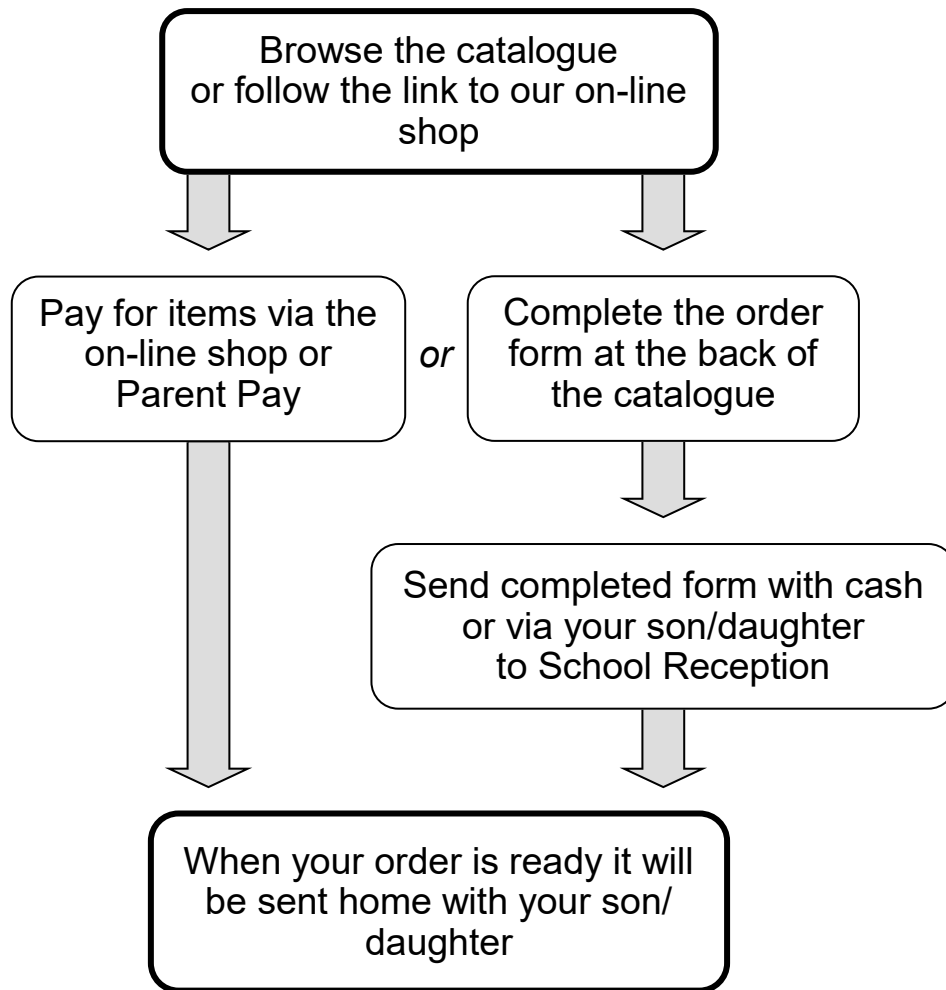 Browse the catalogue
or follow the link to our on-line
shop
Pay for items via the
on-line shop or
Parent Pay
or
Complete the order
form at the back of
the catalogue
Send completed form with cash
or via your son/daughter
to School Reception
When your order is ready it will
be sent home with your son/
daughter